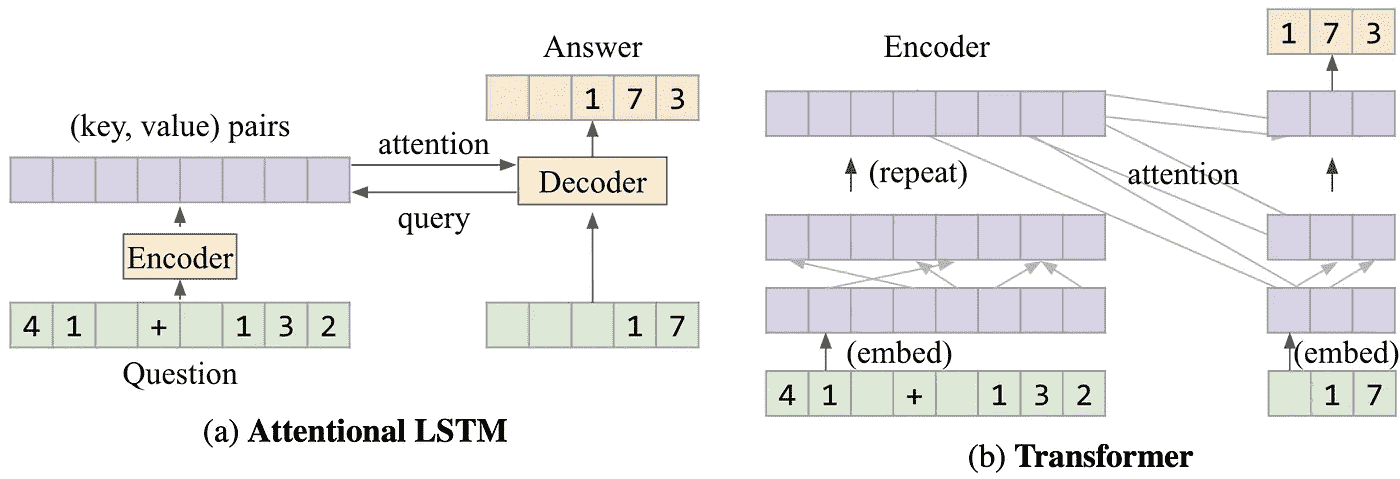 Answer
1 7 3
(key, value) pairs
attention
Decoder
query
Encoder
4 1 + 1 3 2
1 7
Question
(a) Attentional LSTM
Encoder
1 7 3
(repeat)
attention
(embed)
(embed)
4 1 + 1 3 2
1 7
(b) Transformer